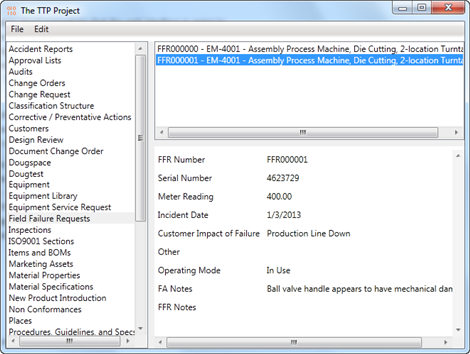 The TTP Project
File Edit
Accident Reports
Approval Lists
Audits
Change Orders
Change Request
Classification Structure
Corrective / Preventative Actions
Customers
Design Review
Document Change Order
Dougspace
Dougtest
Equipment
Equipment Library
Equipment Service Request
Field Failure Requests
Inspections
ISO9001 Sections
Items and BOMs
Marketing Assets
Material Properties
Material Specifications
New Product Introduction
Non Conformances
Places
Procedures, Guidelines, and Specs
FFR000000 - EM-4001 - Assembly Process Machine, Die Cutting, 2-location Turnta
FFR000001 - EM-4001 - Assembly Process Machine, Die Cutting, 2-location Turnta
FFR Number FFR000001
Serial Number 4623729
Meter Reading 400.00
Incident Date 1/3/2013
Customer Impact of Failure Production Line Down
Other
Operating Mode In Use
FA Notes Ball valve handle appears to have mechanical dam
FFR Notes